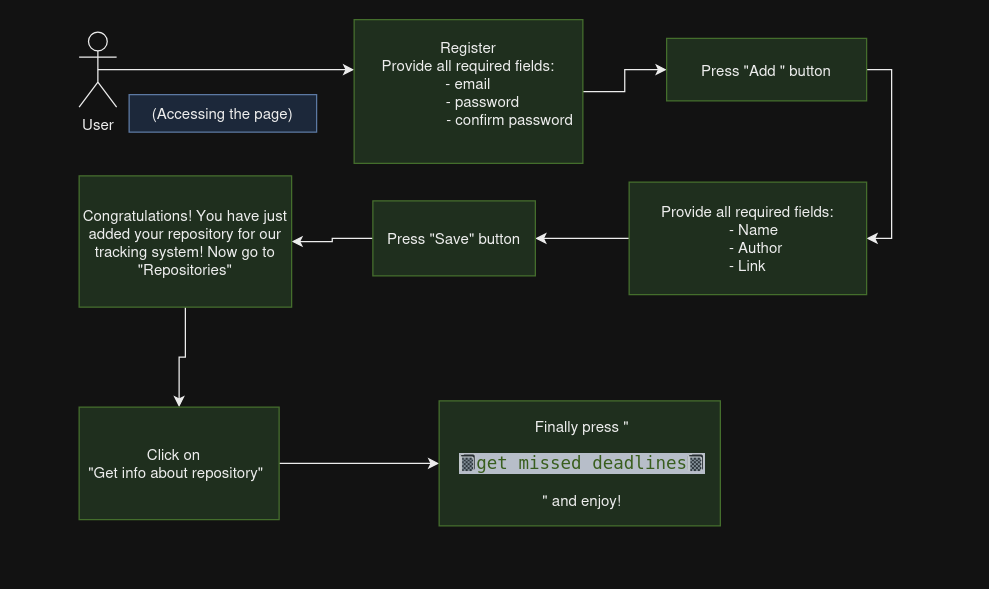 User
(Accessing the page)
Register
Provide all required fields:
- email
- password
- confirm password
Press "Add " button
Provide all required fields:
- Name
- Author
- Link
Press "Save" button
Congratulations! You have just
added your repository for our
tracking system! Now go to
"Repositories"
Click on
"Get info about repository"
Finally press "
▓get missed deadlines▓
" and enjoy!